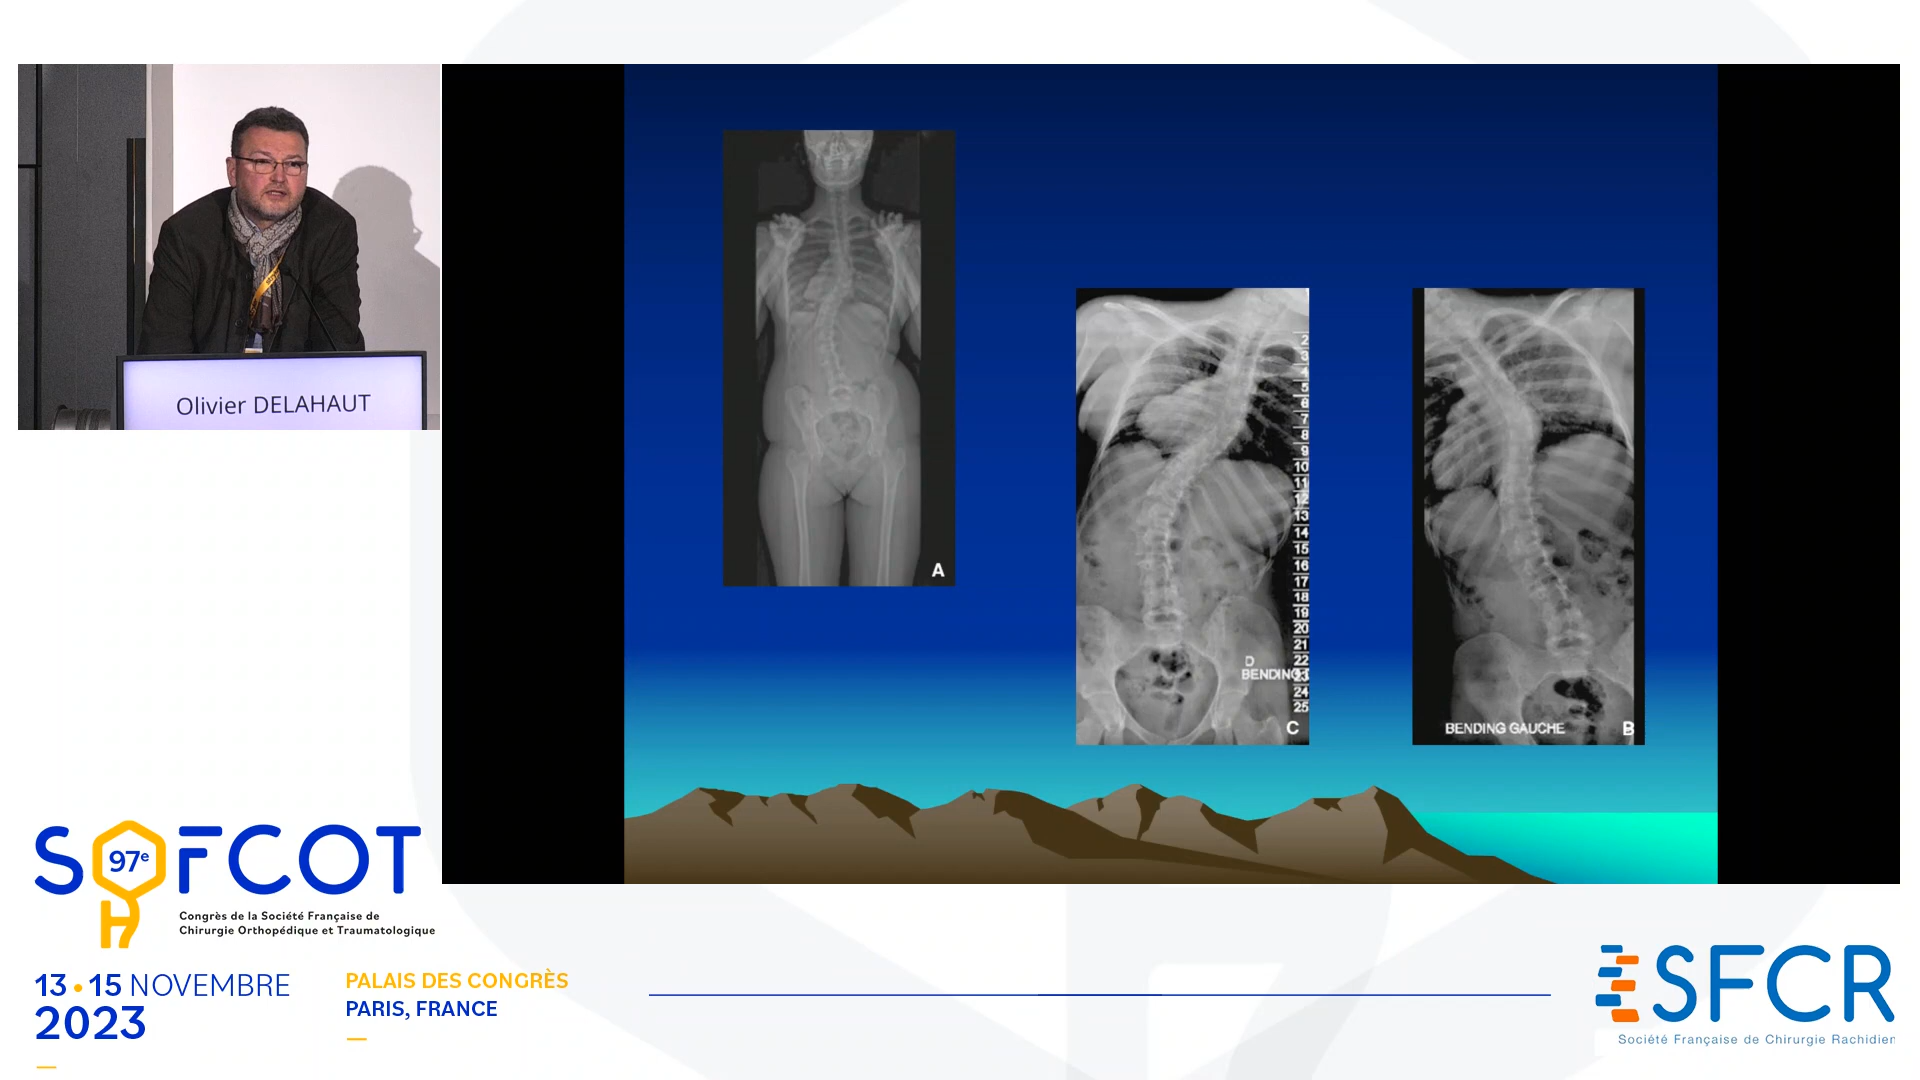 Olivier DELAHAUT
A
2
3
4
5
6
7
8
9
10
11
12
13
14
15
16
17
18
19
20
21
22
23
24
25
D
BENDING
C
BENDING GAUCHE
B
SOFCOT
97e
H
Congrès de la Société Française de
Chirurgie Orthopédique et Traumatologique
13•15 NOVEMBRE
2023
PALAIS DES CONGRÈS
PARIS, FRANCE
SFCR
Société Française de Chirurgie Rachidien